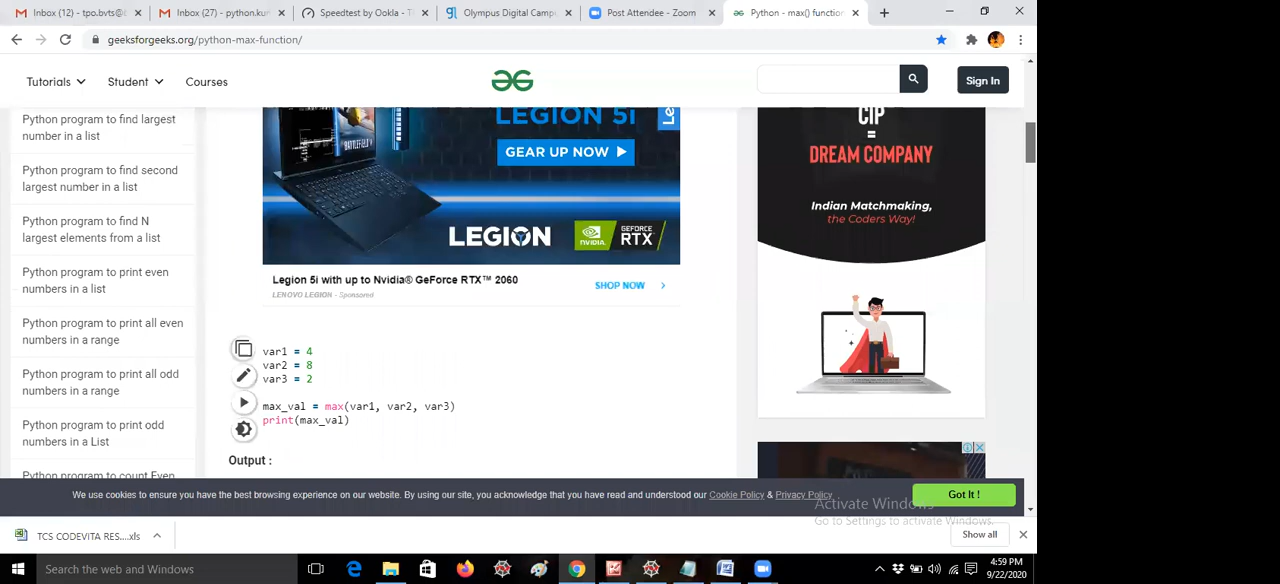 Inbox (12) - tpo.bvts@
Inbox (27) - python.kur
Speedtest by Ookla - T
Olympus Digital Camp
Post Attendee - Zoom
Python - max() function
geeksforgeeks.org/python-max-function/
Tutorials
Student
Courses
Sign In
Python program to find largest
number in a list
Python program to find second
largest number in a list
Python program to find N
largest elements from a list
Python program to print even
numbers in a list
Python program to print all even
numbers in a range
Python program to print all odd
numbers in a range
Python program to print odd
numbers in a List
Python program to count Even
LEGION 5i
GEAR UP NOW
LEGION
NVIDIA.
GEFORCE
RTX
Legion 5i with up to Nvidia® GeForce RTX™ 2060
LENOVO LEGION - Sponsored
SHOP NOW
var1 = 4
var2 = 8
var3 = 2
max_val = max(var1, var2, var3)
print(max_val)
Output :
CIP
=
DREAM COMPANY
Indian Matchmaking,
the Coders Way!
We use cookies to ensure you have the best browsing experience on our website. By using our site, you acknowledge that you have read and understood our Cookie Policy & Privacy Policy
Got It !
Activate Windows
Go to Settings to activate Windows.
TCS CODEVITA RES....xls
Show all
Search the web and Windows
4:59 PM
9/22/2020